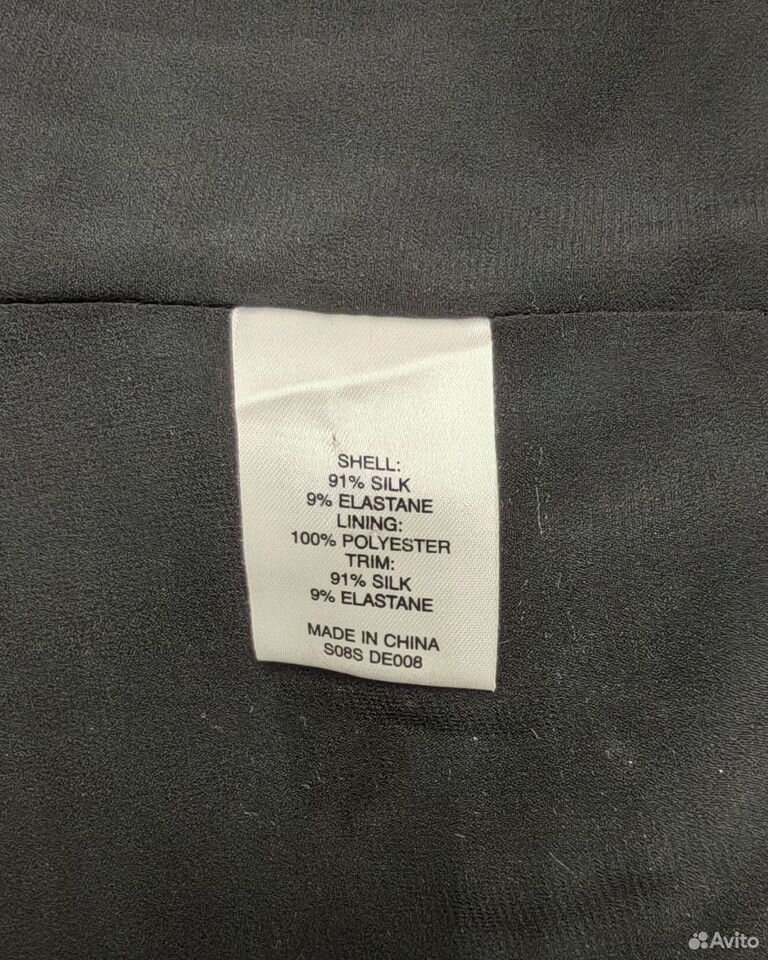 SHELL:
91% SILK
9% ELASTANE
LINING:
100% POLYESTER
TRIM:
91% SILK
9% ELASTANE
MADE IN CHINA
S08S DE008
Avito